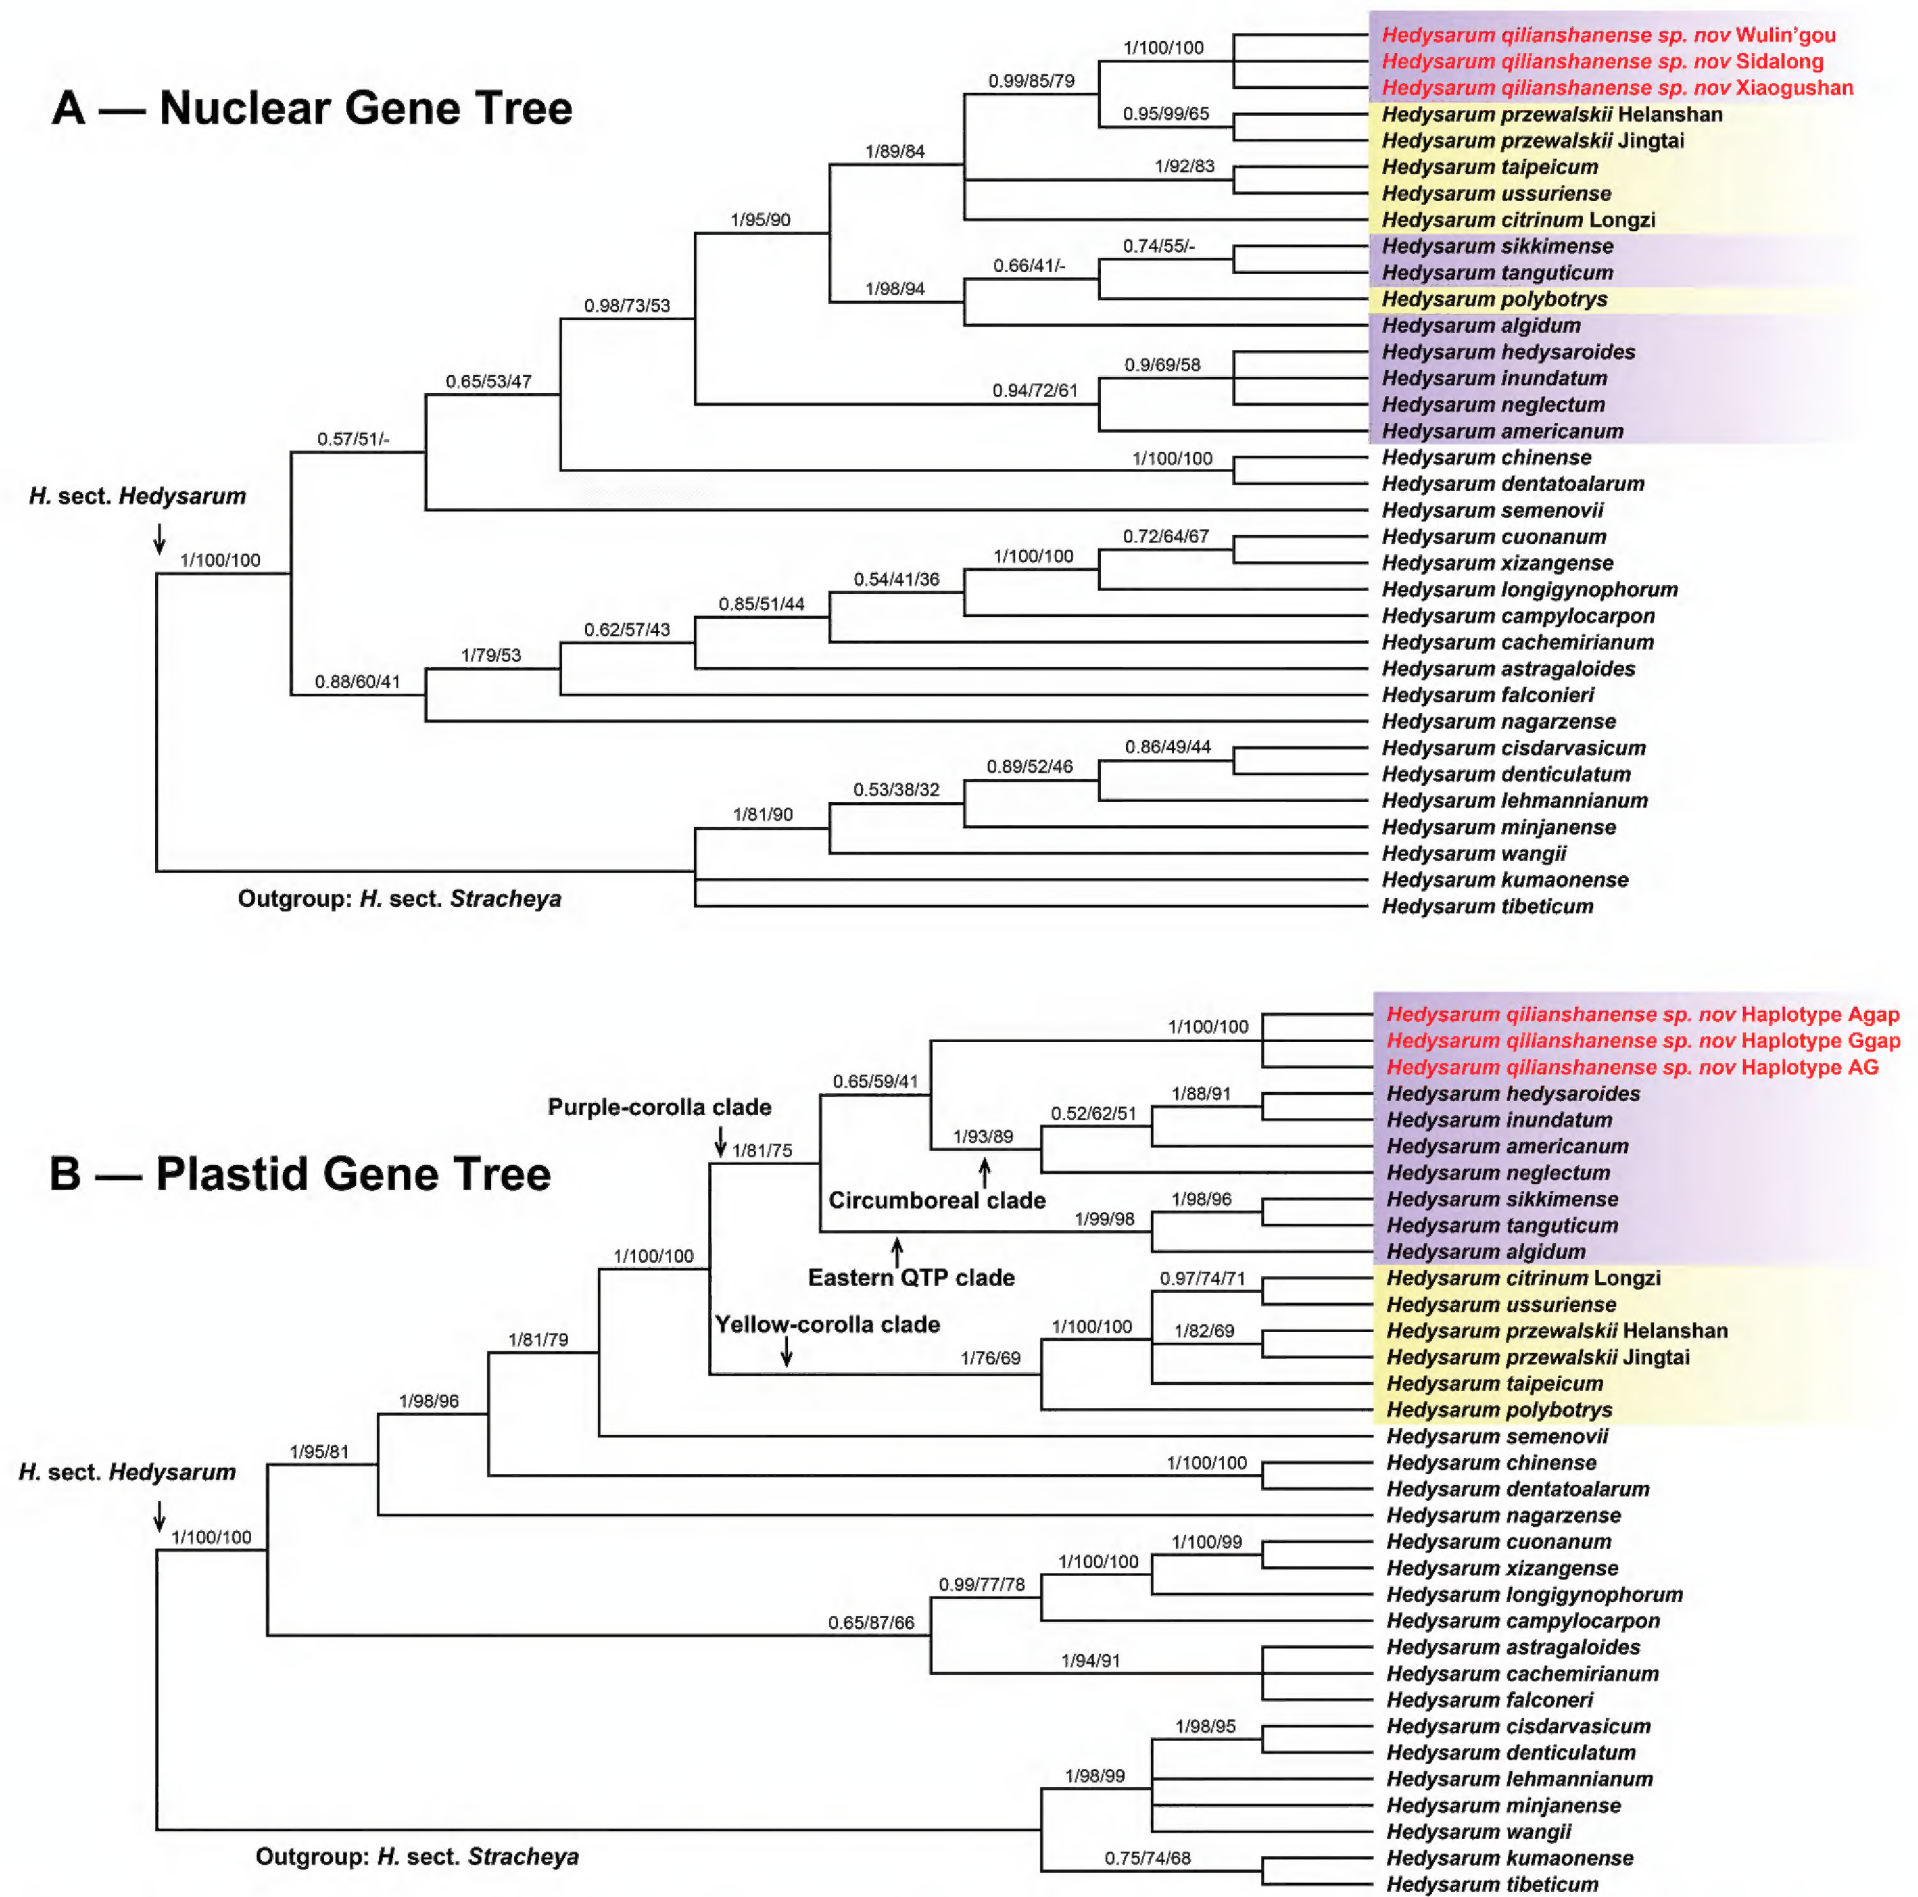 A — Nuclear Gene Tree
Hedysarum qilianshanense sp. nov Wulin'gou
1/100/100
Hedysarum qilianshanense sp. nov Sidalong
0.99/85/79
Hedysarum qilianshanense sp. nov Xiaogushan
0.95/99/65
Hedysarum przewalskii Helanshan
Hedysarum przewalskii Jingtai
1/89/84
1/92/83
Hedysarum taipeicum
Hedysarum ussuriense
1/95/90
Hedysarum citrinum Longzi
0.74/55/-
Hedysarum sikkimense
0.66/41/-
Hedysarum tanguticum
1/98/94
Hedysarum polybotrys
0.98/73/53
Hedysarum algidum
Hedysarum hedysaroides
0.9/69/58
Hedysarum inundatum
0.65/53/47
0.94/72/61
Hedysarum neglectum
Hedysarum americanum
0.57/51/-
1/100/100
Hedysarum chinense
Hedysarum dentatoalarum
H. sect. Hedysarum
Hedysarum semenovii
0.72/64/67
Hedysarum cuonanum
1/100/100
1/100/100
Hedysarum xizangense
0.54/41/36
Hedysarum longigynophorum
0.85/51/44
Hedysarum campylocarpon
0.62/57/43
Hedysarum cachemirianum
1/79/53
Hedysarum astragaloides
0.88/60/41
Hedysarum falconieri
Hedysarum nagarzense
0.86/49/44
Hedysarum cisdarvasicum
0.89/52/46
Hedysarum denticulatum
0.53/38/32
Hedysarum lehmannianum
1/81/90
Hedysarum minjanense
Hedysarum wangii
Hedysarum kumaonense
Outgroup: H. sect. Stracheya
Hedysarum tibeticum
B — Plastid Gene Tree
Hedysarum qilianshanense sp. nov Haplotype Agap
1/100/100
Hedysarum qilianshanense sp. nov Haplotype Ggap
Hedysarum qilianshanense sp. nov Haplotype AG
0.65/59/41
1/88/91
Hedysarum hedysaroides
Purple-corolla clade
0.52/62/51
Hedysarum inundatum
1/93/89
Hedysarum americanum
1/81/75
Hedysarum neglectum
Circumboreal clade
1/98/96
Hedysarum sikkimense
1/99/98
Hedysarum tanguticum
1/100/100
Hedysarum algidum
Eastern QTP clade
0.97/74/71
Hedysarum citrinum Longzi
Hedysarum ussuriense
Yellow-corolla clade
1/100/100
1/82/69
Hedysarum przewalskii Helanshan
1/81/79
1/76/69
Hedysarum przewalskii Jingtai
Hedysarum taipeicum
1/98/96
Hedysarum polybotrys
Hedysarum semenovii
1/95/81
1/100/100
Hedysarum chinense
H. sect. Hedysarum
Hedysarum dentatoalarum
Hedysarum nagarzense
1/100/100
1/100/99
Hedysarum cuonanum
1/100/100
Hedysarum xizangense
0.99/77/78
Hedysarum longigynophorum
0.65/87/66
Hedysarum campylocarpon
Hedysarum astragaloides
1/94/91
Hedysarum cachemirianum
Hedysarum falconeri
1/98/95
Hedysarum cisdarvasicum
Hedysarum denticulatum
1/98/99
Hedysarum lehmannianum
Hedysarum minjanense
Hedysarum wangii
Outgroup: H. sect. Stracheya
0.75/74/68
Hedysarum kumaonense
Hedysarum tibeticum